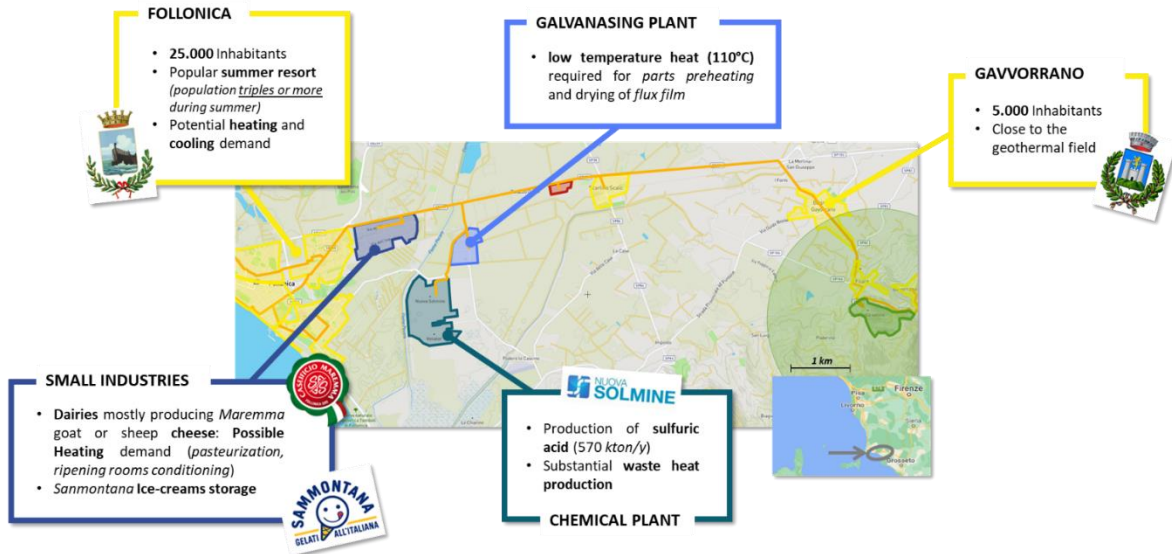 FOLLONICA
• 25.000 Inhabitants
• Popular summer resort
(population triples or more
during summer)
• Potential heating and
cooling demand
GALVANASING PLANT
• low temperature heat (110°C)
required for parts preheating
and drying of flux film
GAVVORRANO
• 5.000 Inhabitants
• Close to the
geothermal field
1 km
SMALL INDUSTRIES
• Dairies mostly producing Maremma
goat or sheep cheese: Possible
Heating demand (pasteurization,
ripening rooms conditioning)
• Sanmontana Ice-creams storage
CASEIFICIO MAREMMA
SAMMONTANA
GELATI ALL'ITALIANA
NUOVA
SOLMINE
• Production of sulfuric
acid (570 kton/y)
• Substantial waste heat
production
CHEMICAL PLANT
Pisa
Firenze
Livorno
Grosseto